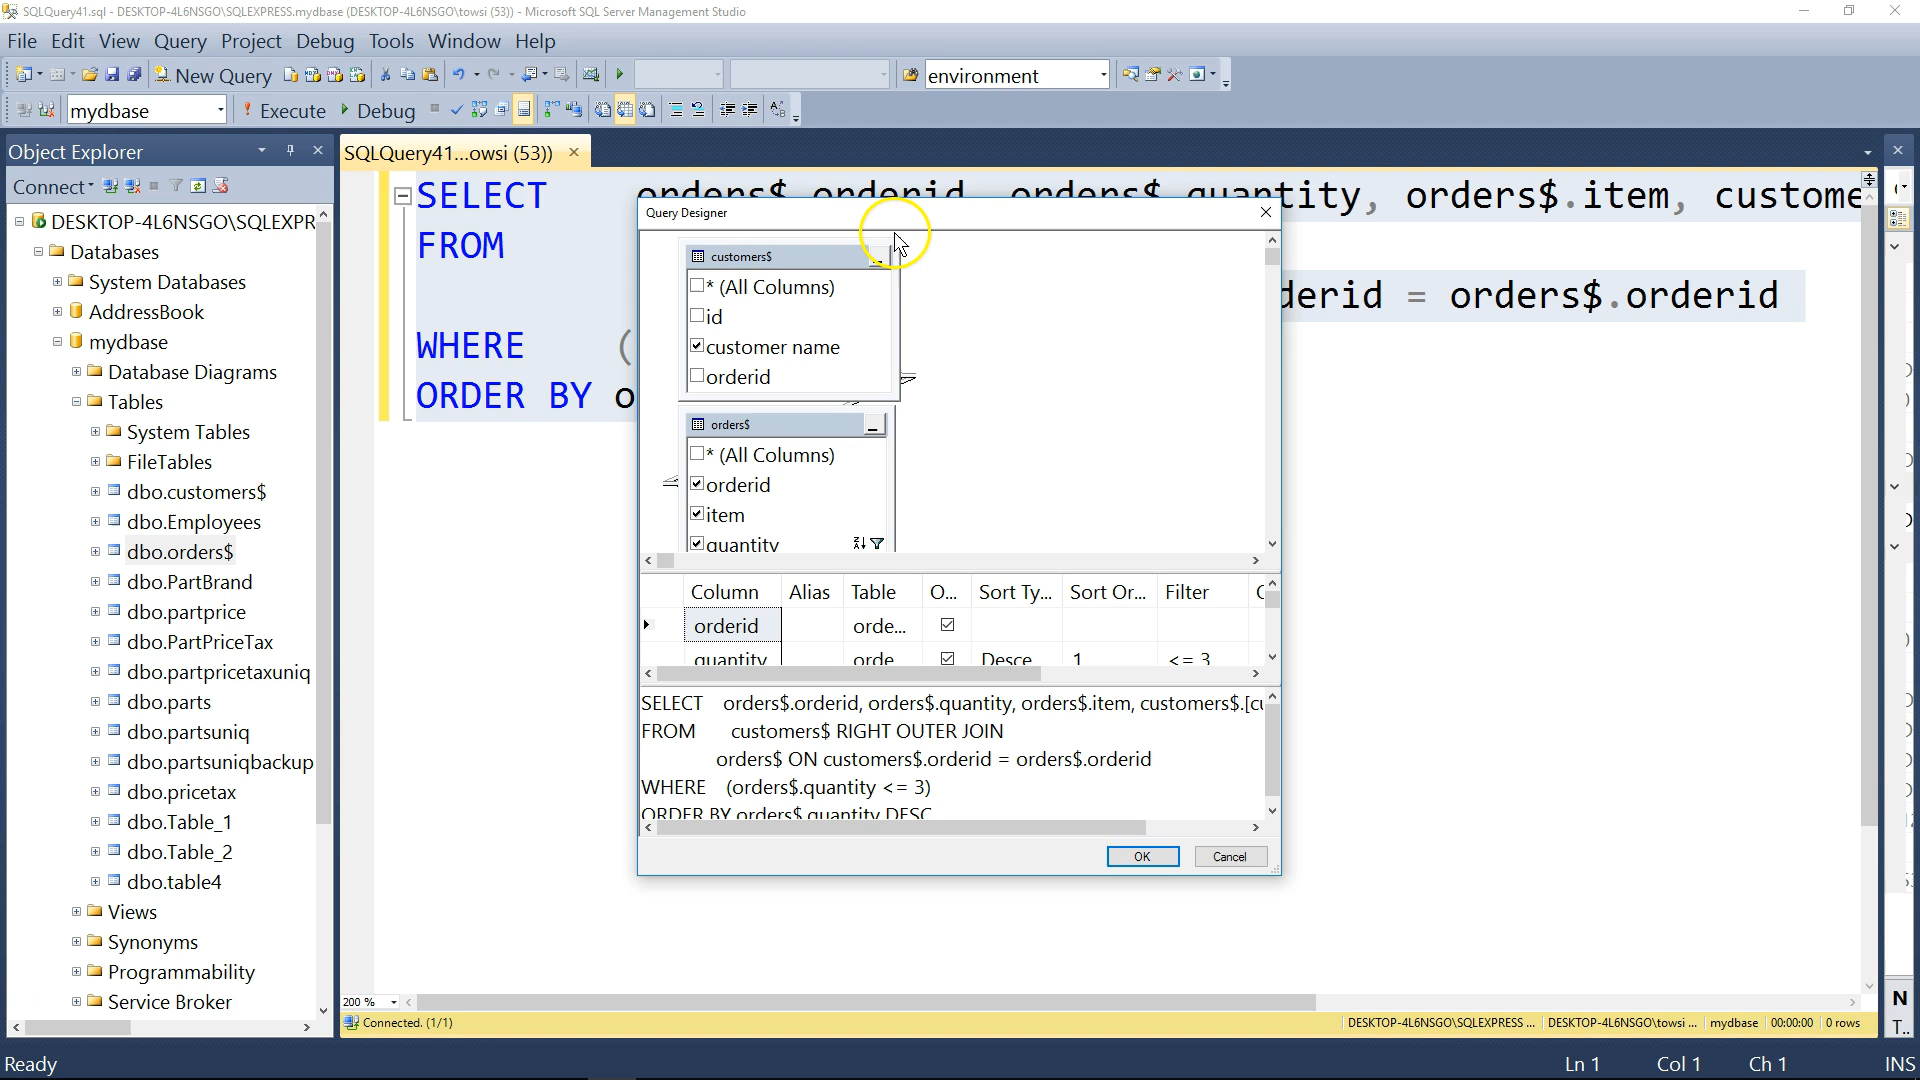 SQLQuery41.sql - DESKTOP-4L6NSGO\SQLEXPRESS.mydbase (DESKTOP-4L6NSGO\towsi (53)) - Microsoft SQL Server Management Studio
File Edit View Query Project Debug Tools Window Help
New Query environment
mydbase Execute Debug
Object Explorer
SQLQuery41...owsi (53))
Connect
DESKTOP-4L6NSGO\SQLEXPR
Databases
System Databases
AddressBook
mydbase
Database Diagrams
Tables
System Tables
FileTables
dbo.customers$
dbo.Employees
dbo.orders$
dbo.PartBrand
dbo.partprice
dbo.PartPriceTax
dbo.partpricetaxuniq
dbo.parts
dbo.partsuniq
dbo.partsuniqbackup
dbo.pricetax
dbo.Table_1
dbo.Table_2
dbo.table4
Views
Synonyms
Programmability
Service Broker
SELECT orders$.orderid, orders$.quantity, orders$.item, custome
FROM
derid = orders$.orderid
WHERE (
ORDER BY o
Query Designer
customers$
* (All Columns)
id
customer name
orderid
orders$
* (All Columns)
orderid
item
quantity
Column Alias Table O... Sort Ty... Sort Or... Filter
orderid orde...
quantity orde Desce 1 <= 3
SELECT orders$.orderid, orders$.quantity, orders$.item, customers$.[cu
FROM customers$ RIGHT OUTER JOIN
orders$ ON customers$.orderid = orders$.orderid
WHERE (orders$.quantity <= 3)
ORDER BY orders$.quantity DESC
OK Cancel
200 %
Connected. (1/1) DESKTOP-4L6NSGO\SQLEXPRESS ... DESKTOP-4L6NSGO\towsi ... mydbase 00:00:00 0 rows
N
T..
Ready Ln 1 Col 1 Ch 1 INS